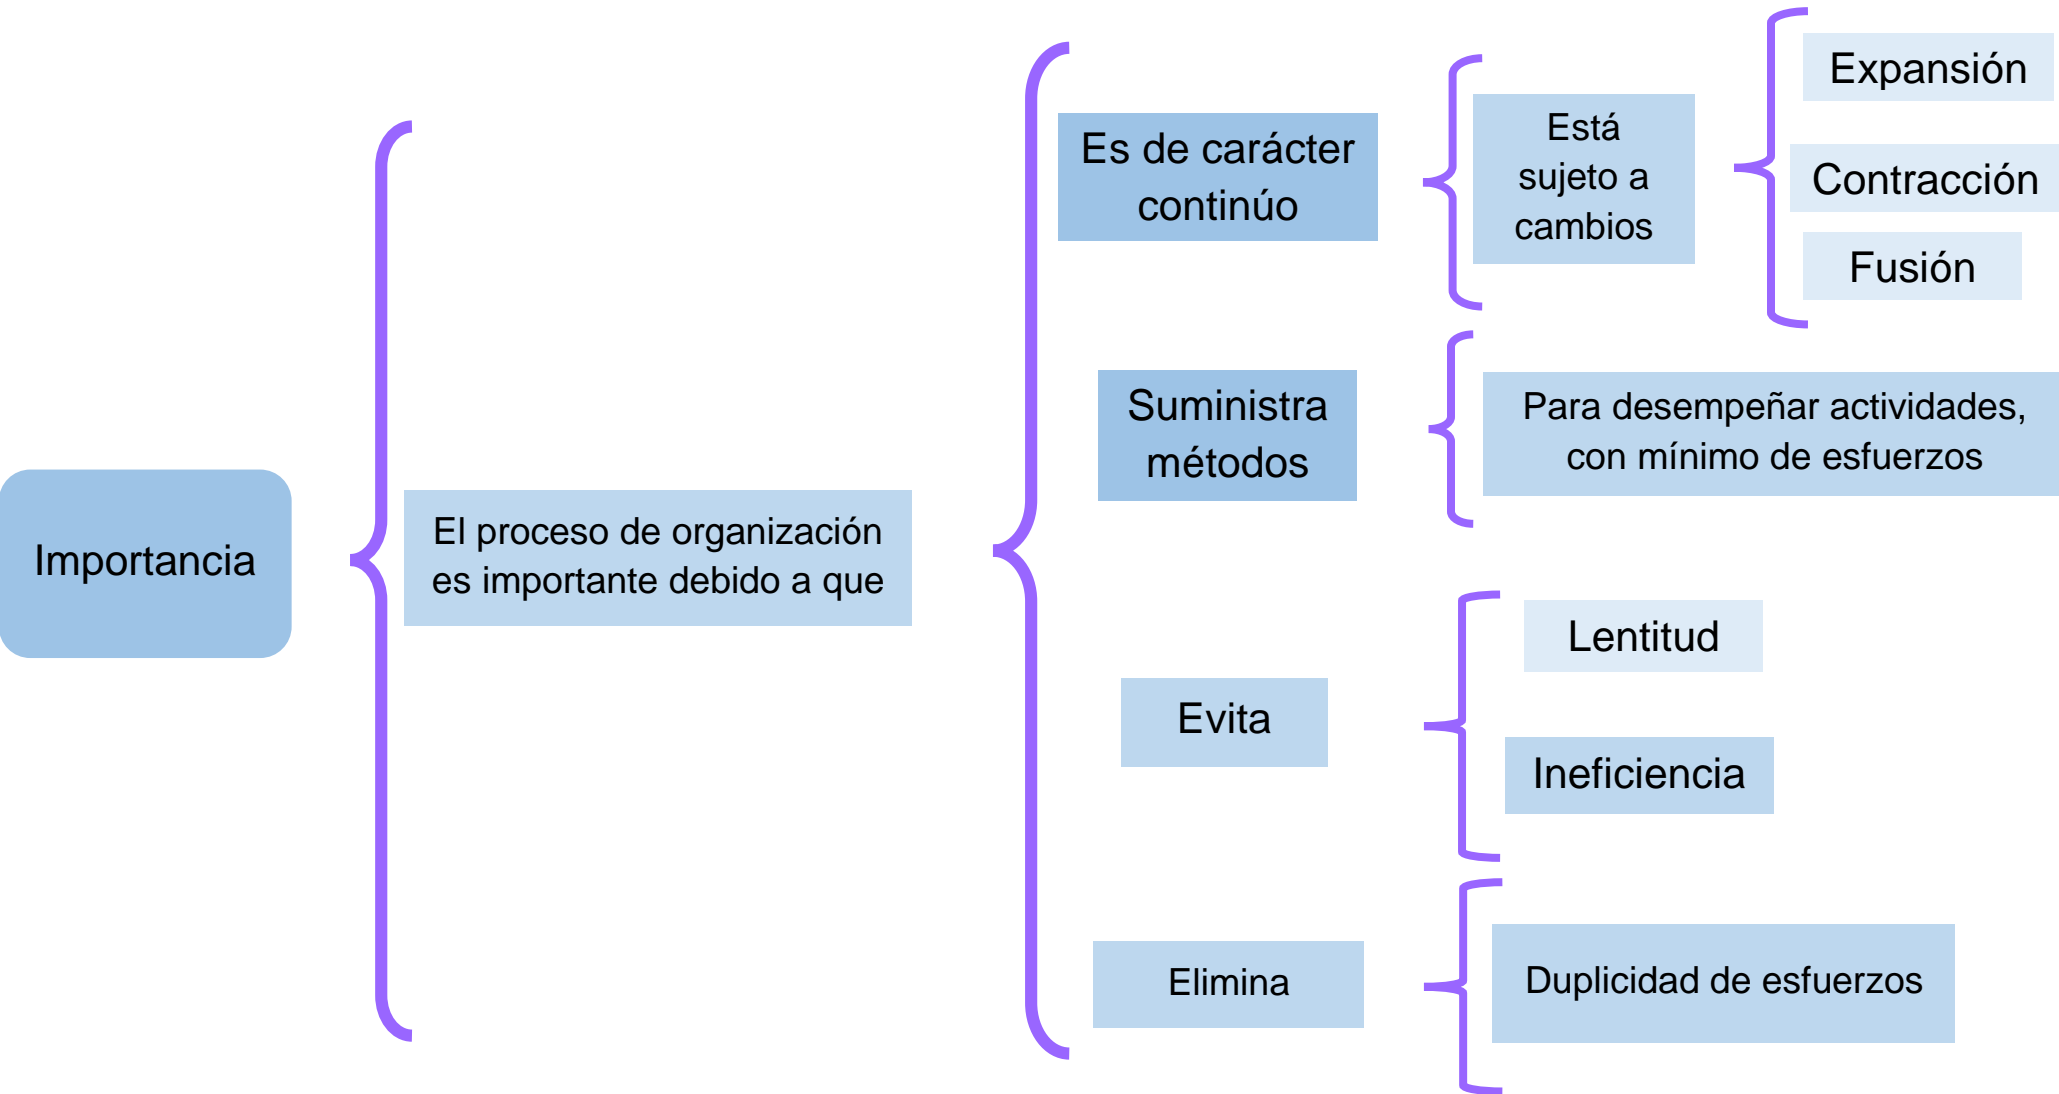 Importancia
El proceso de organización
es importante debido a que
Es de carácter
continúo
Está
sujeto a
cambios
Expansión
Contracción
Fusión
Suministra
métodos
Para desempeñar actividades,
con mínimo de esfuerzos
Evita
Lentitud
Ineficiencia
Elimina
Duplicidad de esfuerzos